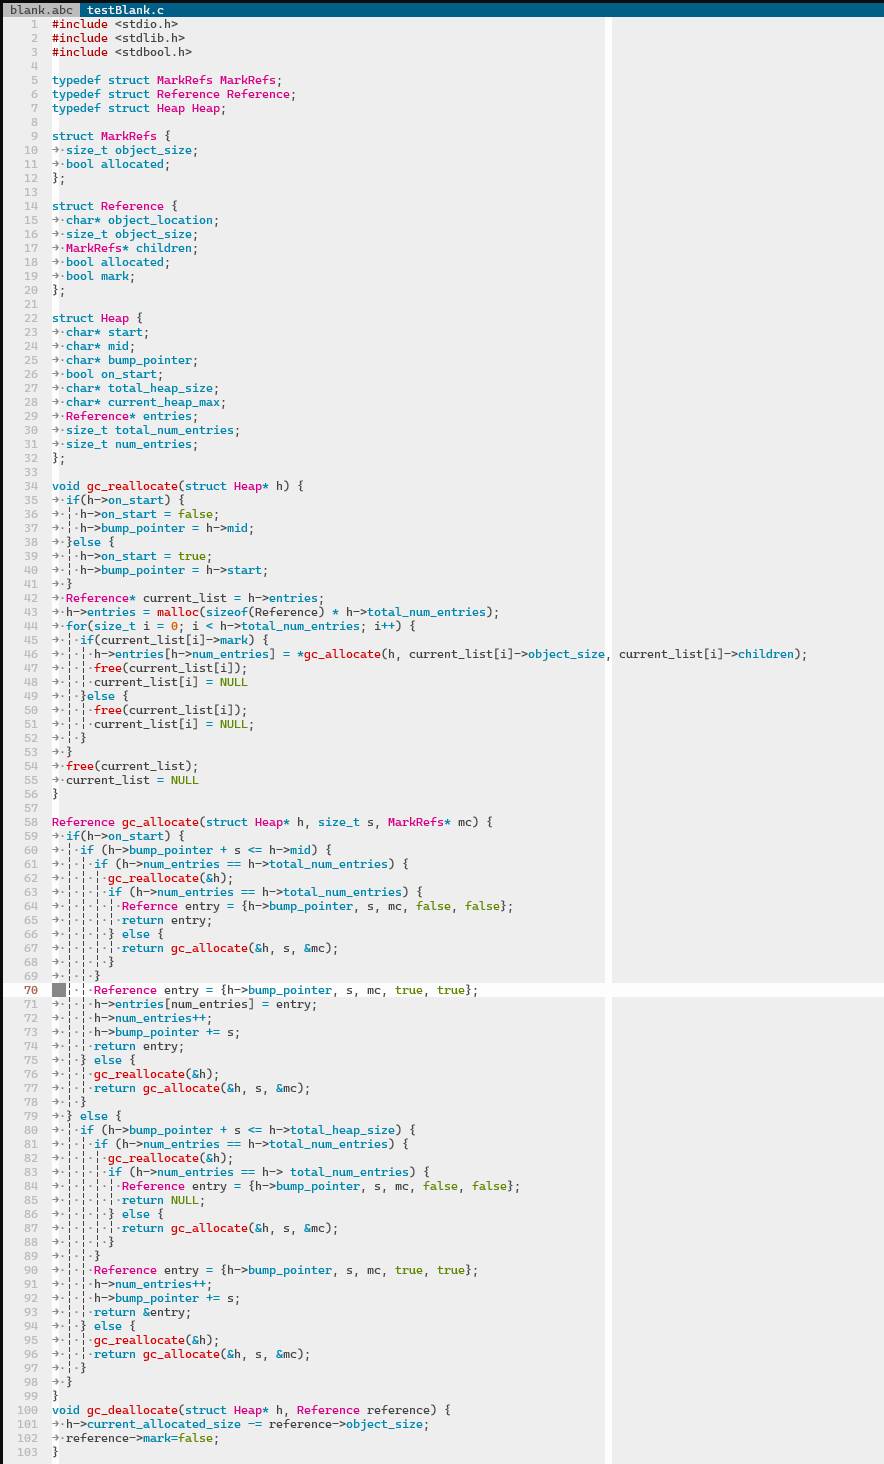 blank.abc testBlank.c
1 #include <stdio.h>
2 #include <stdlib.h>
3 #include <stdbool.h>
4
5 typedef struct MarkRefs MarkRefs;
6 typedef struct Reference Reference;
7 typedef struct Heap Heap;
8
9 struct MarkRefs {
10 size_t object_size;
11 bool allocated;
12 };
13
14 struct Reference {
15 char* object_location;
16 size_t object_size;
17 MarkRefs* children;
18 bool allocated;
19 bool mark;
20 };
21
22 struct Heap {
23 char* start;
24 char* mid;
25 char* bump_pointer;
26 bool on_start;
27 char* total_heap_size;
28 char* current_heap_max;
29 Reference* entries;
30 size_t total_num_entries;
31 size_t num_entries;
32 };
33
34 void gc_reallocate(struct Heap* h) {
35 if(h->on_start) {
36 h->on_start = false;
37 h->bump_pointer = h->mid;
38 }else {
39 h->on_start = true;
40 h->bump_pointer = h->start;
41 }
42 Reference* current_list = h->entries;
43 h->entries = malloc(sizeof(Reference) * h->total_num_entries);
44 for(size_t i = 0; i < h->total_num_entries; i++) {
45 if(current_list[i]->mark) {
46 h->entries[h->num_entries] = *gc_allocate(h, current_list[i]->object_size, current_list[i]->children);
47 free(current_list[i]);
48 current_list[i] = NULL
49 }else {
50 free(current_list[i]);
51 current_list[i] = NULL;
52 }
53 }
54 free(current_list);
55 current_list = NULL
56 }
57
58 Reference gc_allocate(struct Heap* h, size_t s, MarkRefs* mc) {
59 if(h->on_start) {
60 if (h->bump_pointer + s <= h->mid) {
61 if (h->num_entries == h->total_num_entries) {
62 gc_reallocate(&h);
63 if (h->num_entries == h->total_num_entries) {
64 Refernce entry = {h->bump_pointer, s, mc, false, false};
65 return entry;
66 } else {
67 return gc_allocate(&h, s, &mc);
68 }
69 }
70 Reference entry = {h->bump_pointer, s, mc, true, true};
71 h->entries[num_entries] = entry;
72 h->num_entries++;
73 h->bump_pointer += s;
74 return entry;
75 } else {
76 gc_reallocate(&h);
77 return gc_allocate(&h, s, &mc);
78 }
79 } else {
80 if (h->bump_pointer + s <= h->total_heap_size) {
81 if (h->num_entries == h->total_num_entries) {
82 gc_reallocate(&h);
83 if (h->num_entries == h-> total_num_entries) {
84 Reference entry = {h->bump_pointer, s, mc, false, false};
85 return NULL;
86 } else {
87 return gc_allocate(&h, s, &mc);
88 }
89 }
90 Reference entry = {h->bump_pointer, s, mc, true, true};
91 h->num_entries++;
92 h->bump_pointer += s;
93 return &entry;
94 } else {
95 gc_reallocate(&h);
96 return gc_allocate(&h, s, &mc);
97 }
98 }
99 }
100 void gc_deallocate(struct Heap* h, Reference reference) {
101 h->current_allocated_size -= reference->object_size;
102 reference->mark=false;
103 }